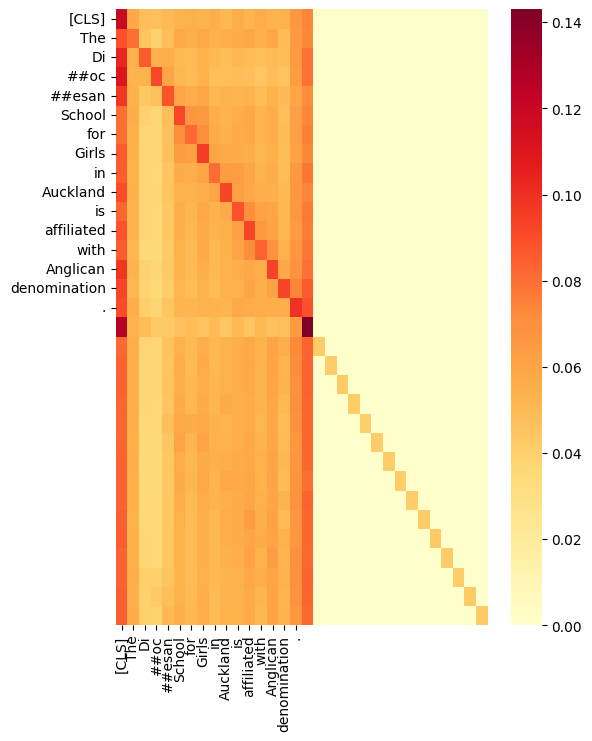 [CLS]
The
Di
##oc
##esan
School
for
Girls
in
Auckland
is
affiliated
with
Anglican
denomination
.
0.14
0.12
0.10
0.08
0.06
0.04
0.02
0.00
[CLS]
The
Di
##oc
##esan
School
for
Girls
in
Auckland
is
affiliated
with
Anglican
denomination
.